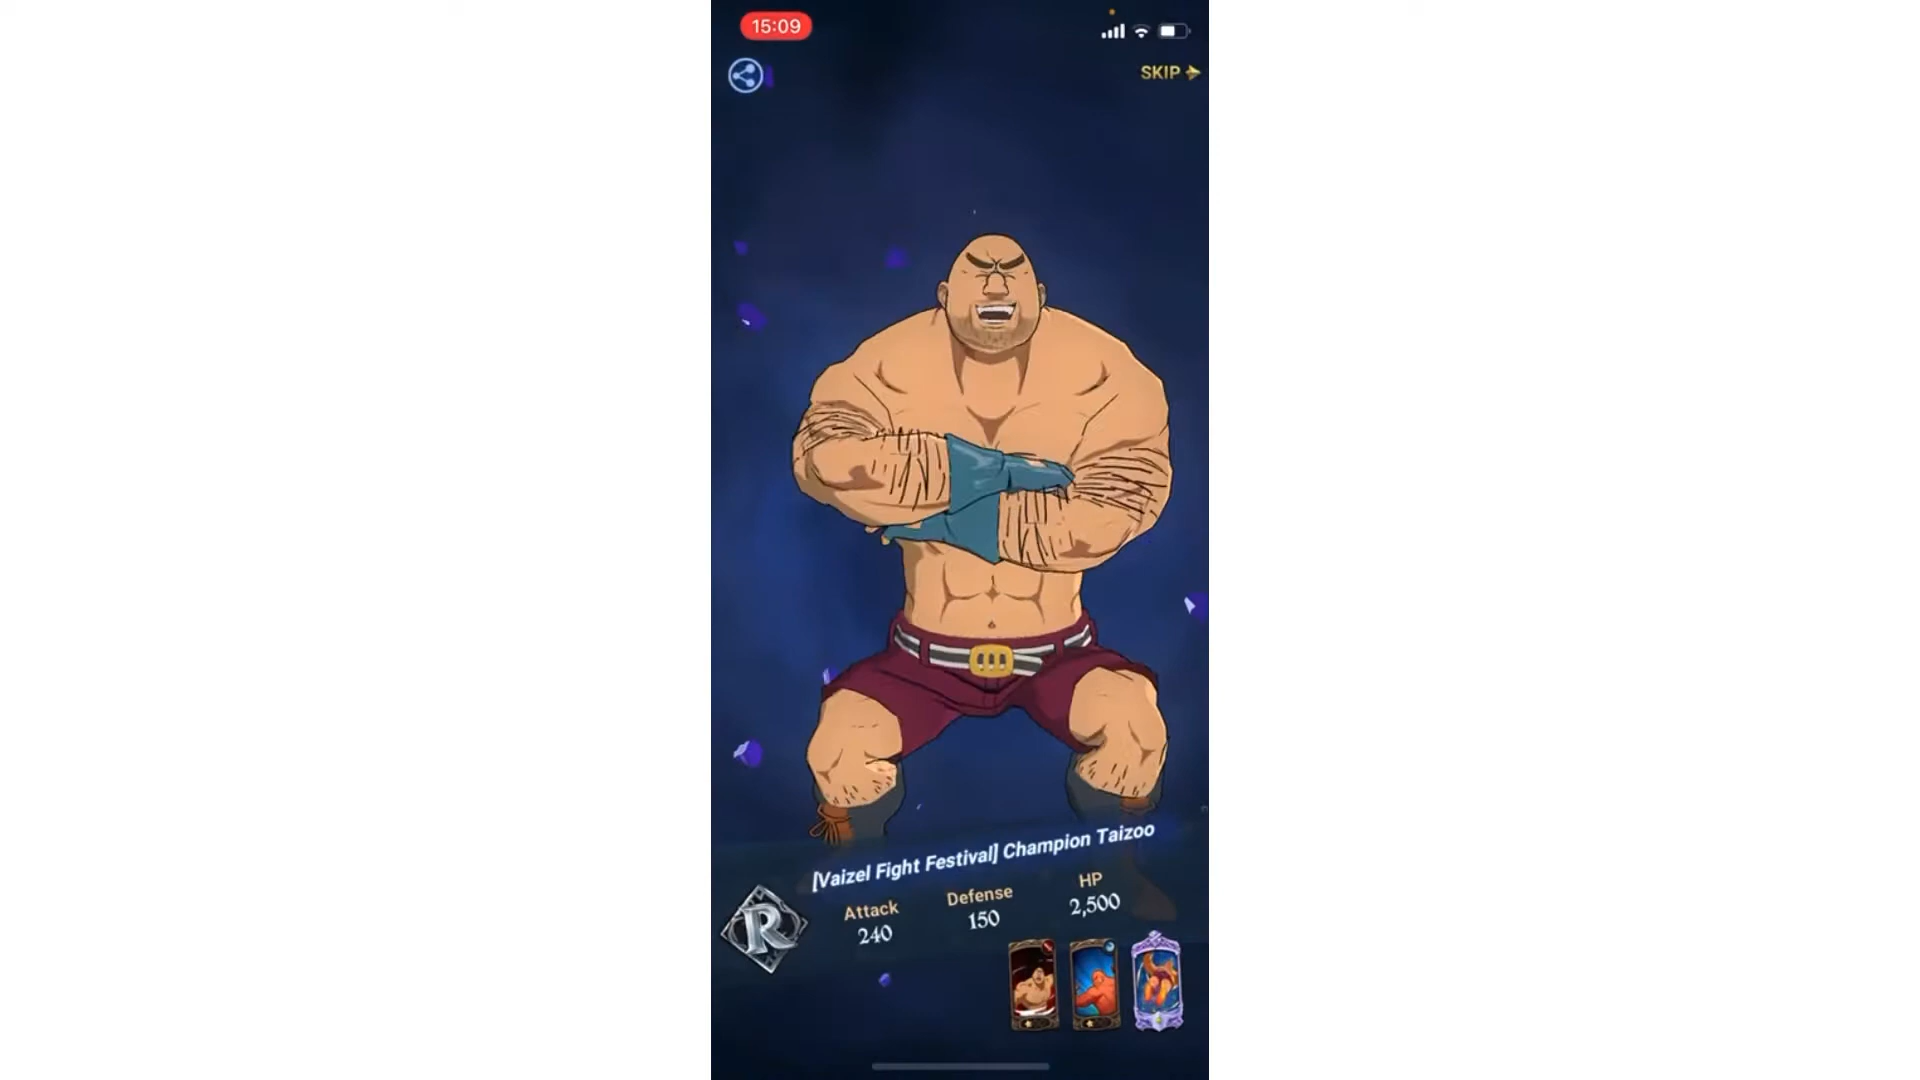 15:09
SKIP
[Vaizel Fight Festival] Champion Taizoo
R
Attack
240
Defense
150
HP
2,500